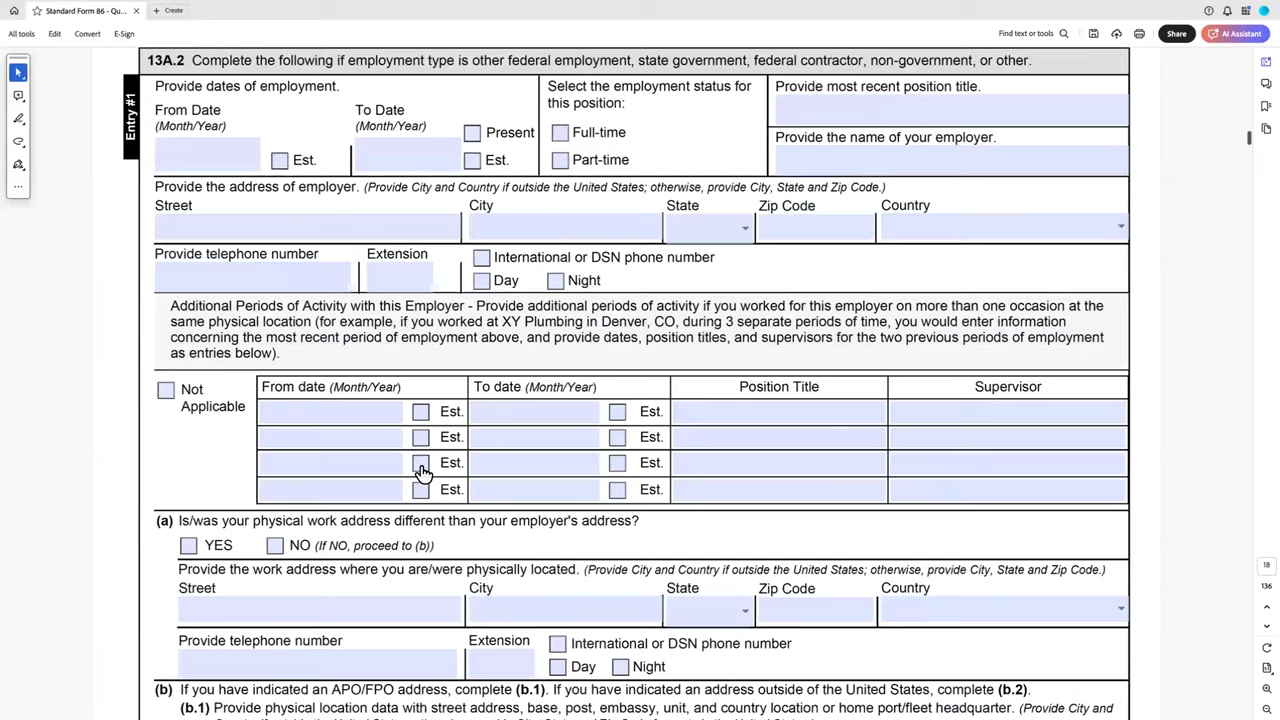 Standard Form 86 - Qu...
Create
All tools Edit Convert E-Sign
Find text or tools
Share
AI Assistant
13A.2 Complete the following if employment type is other federal employment, state government, federal contractor, non-government, or other.
Entry #1
Provide dates of employment.
From Date
(Month/Year)
Est.
To Date
(Month/Year)
Present
Est.
Select the employment status for
this position:
Full-time
Part-time
Provide most recent position title.
Provide the name of your employer.
Provide the address of employer. (Provide City and Country if outside the United States; otherwise, provide City, State and Zip Code.)
Street City State Zip Code Country
Provide telephone number Extension
International or DSN phone number
Day Night
Additional Periods of Activity with this Employer - Provide additional periods of activity if you worked for this employer on more than one occasion at the
same physical location (for example, if you worked at XY Plumbing in Denver, CO, during 3 separate periods of time, you would enter information
concerning the most recent period of employment above, and provide dates, position titles, and supervisors for the two previous periods of employment
as entries below).
Not
Applicable
From date (Month/Year) To date (Month/Year) Position Title Supervisor
Est. Est.
Est. Est.
Est. Est.
Est. Est.
(a) Is/was your physical work address different than your employer's address?
YES NO (If NO, proceed to (b))
Provide the work address where you are/were physically located. (Provide City and Country if outside the United States; otherwise, provide City, State and Zip Code.)
Street City State Zip Code Country
Provide telephone number Extension
International or DSN phone number
Day Night
(b) If you have indicated an APO/FPO address, complete (b.1). If you have indicated an address outside of the United States, complete (b.2).
(b.1) Provide physical location data with street address, base, post, embassy, unit, and country location or home port/fleet headquarter. (Provide City and
18
136